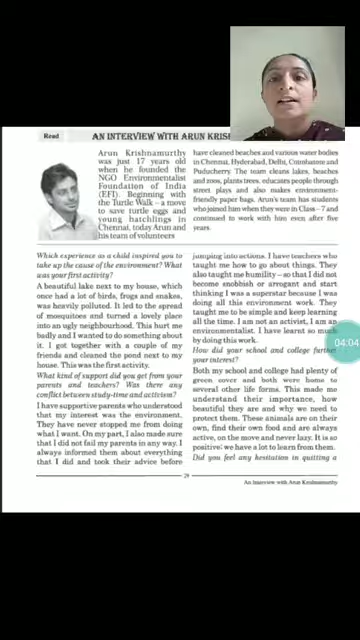 Read
AN INTERVIEW WITH ARUN KRIS
Arun Krishnamurthy
was just 17 years old
when he founded the
NGO Environmentalist
Foundation of India
(EFI). Beginning with
the Turtle Walk – a move
to save turtle eggs and
young hatchlings in
Chennai, today Arun and
his team of volunteers
have cleaned beaches and various water bodies
in Chennai, Hyderabad, Delhi, Coimbatore and
Puducherry. The team cleans lakes, beaches
and zoos, plants trees, educates people through
street plays and also makes environment-
friendly paper bags. Arun's team has students
who joined him when they were in Class – 7 and
continued to work with him even after five
years.
Which experience as a child inspired you to
take up the cause of the environment? What
was your first activity?
A beautiful lake next to my house, which
once had a lot of birds, frogs and snakes,
was heavily polluted. It led to the spread
of mosquitoes and turned a lovely place
into an ugly neighbourhood. This hurt me
badly and I wanted to do something about
it. I got together with a couple of my
friends and cleaned the pond next to my
house. This was the first activity.
What kind of support did you get from your
parents and teachers? Was there any
conflict between study-time and activism?
I have supportive parents who understood
that my interest was the environment.
They have never stopped me from doing
what I want. On my part, I also made sure
that I did not fail my parents in any way. I
always informed them about everything
that I did and took their advice before
jumping into actions. I have teachers who
taught me how to go about things. They
also taught me humility – so that I did not
become snobbish or arrogant and start
thinking I was a superstar because I was
doing all this environment work. They
taught me to be simple and keep learning
all the time. I am not an activist, I am an
environmentalist. I have learnt so much
by doing this work.
04:04
How did your school and college further
your interest?
Both my school and college had plenty of
green cover and both were home to
several other life forms. This made me
understand their importance, how
beautiful they are and why we need to
protect them. These animals are on their
own, find their own food and are always
active, on the move and never lazy. It is so
positive; we have a lot to learn from them.
Did you feel any hesitation in quitting a
29
An Interview with Arun Krishnamurthy